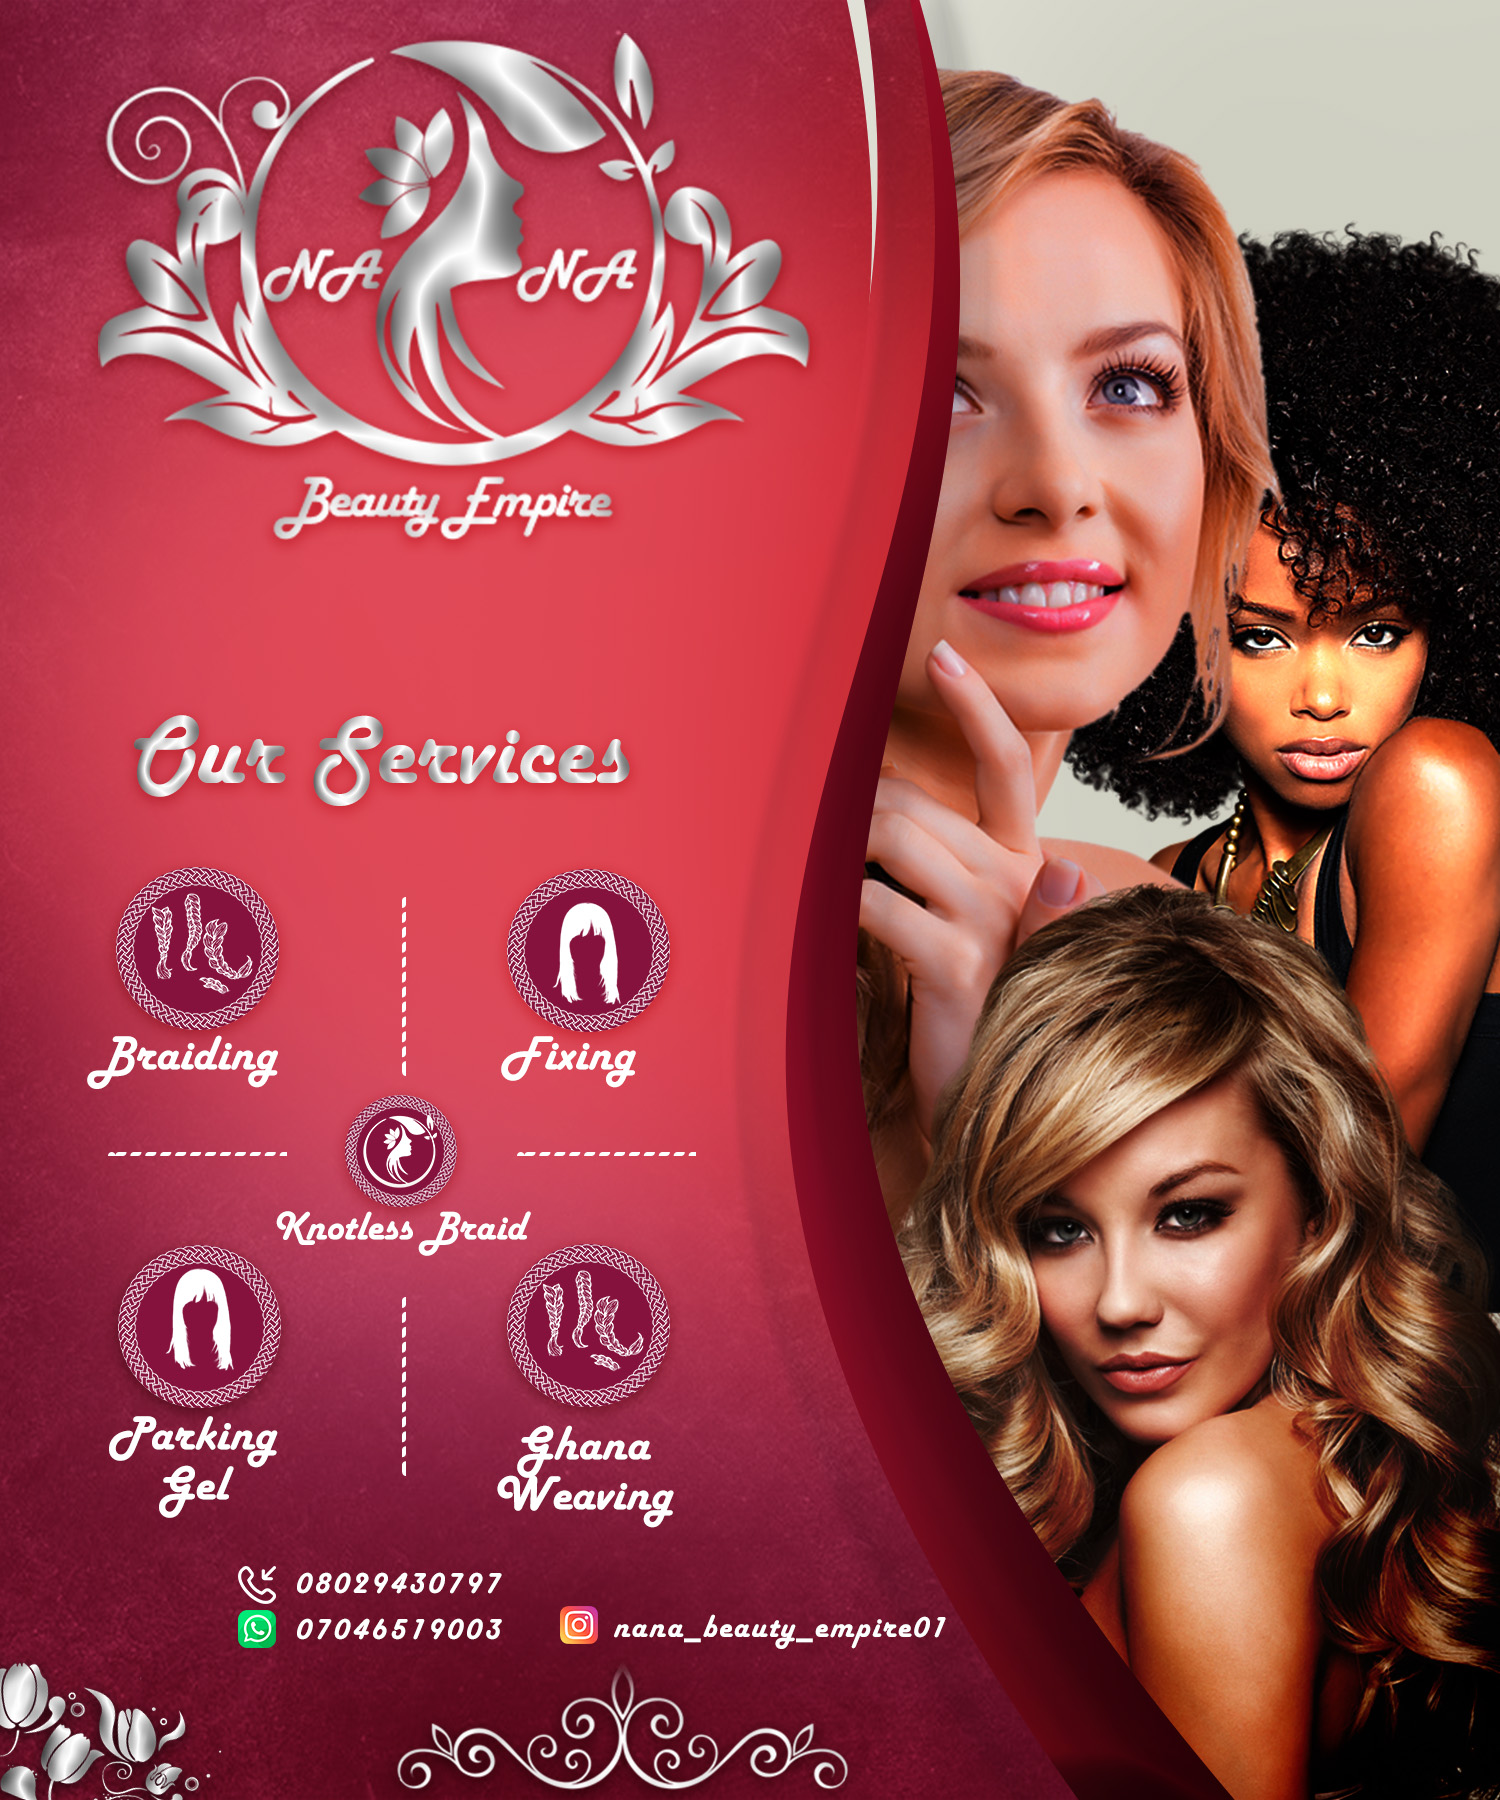 NA NA
Beauty Empire
Our Services
Braiding
Fixing
Knotless Braid
Parking
Gel
Ghana
Weaving
08029430797
07046519003
nana_beauty_empire01